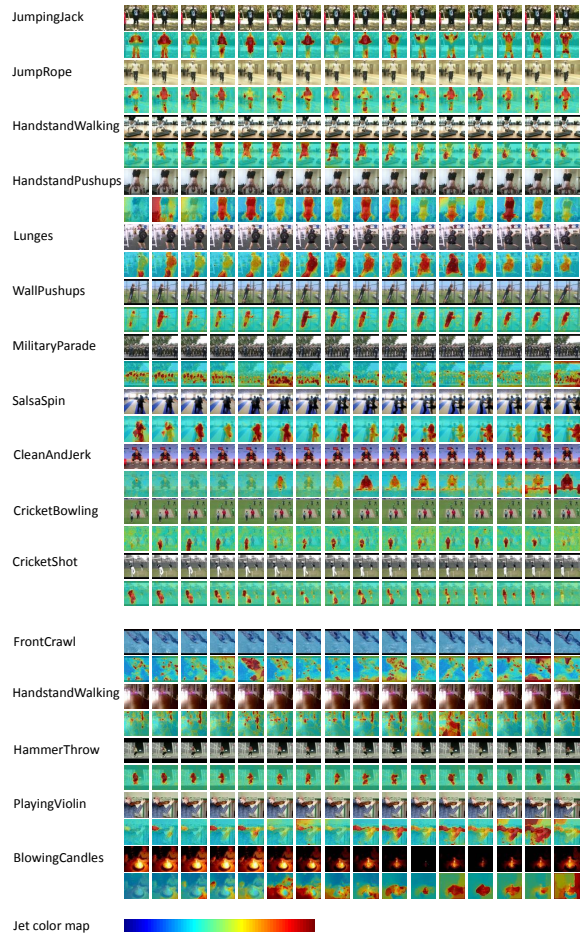 JumpingJack
JumpRope
HandstandWalking
HandstandPushups
Lunges
WallPushups
MilitaryParade
SalsaSpin
CleanAndJerk
CricketBowling
CricketShot
FrontCrawl
HandstandWalking
HammerThrow
PlayingViolin
BlowingCandles
Jet color map